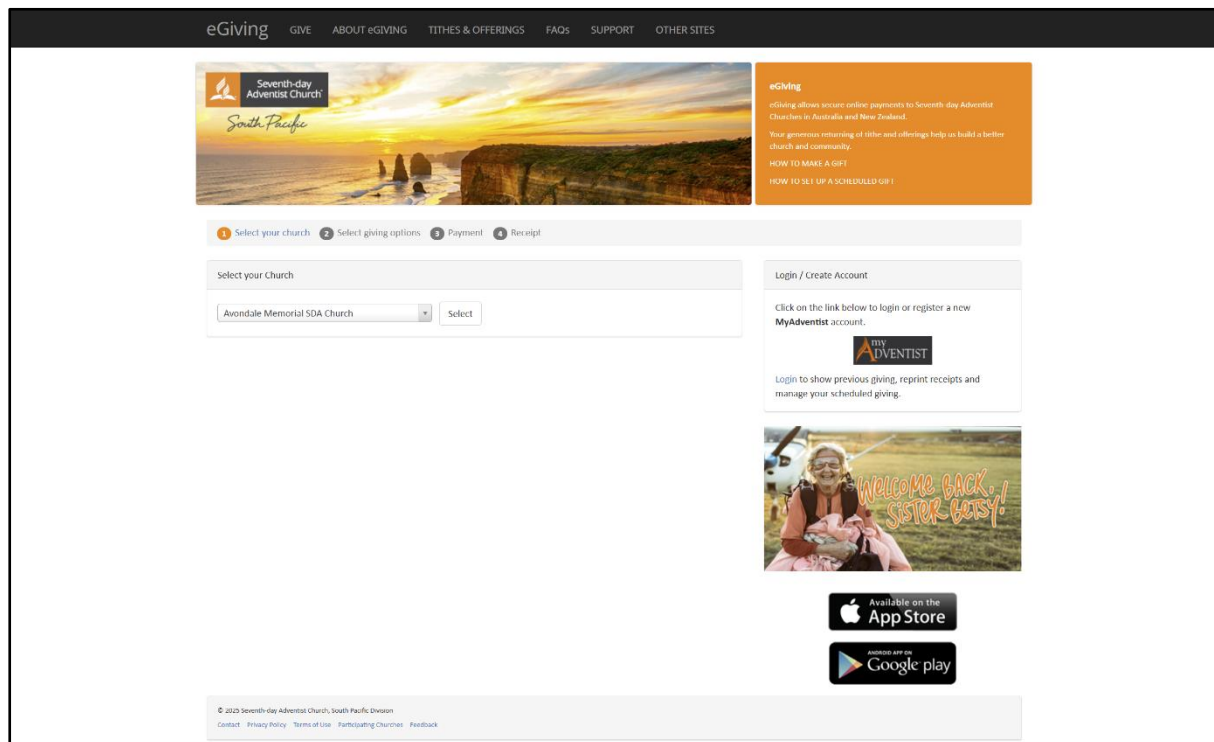 eGiving GIVE ABOUT eGIVING TITHES & OFFERINGS FAQs SUPPORT OTHER SITES
Seventh-day
Adventist Church
South Pacific
eGiving
eGiving allows secure online payments to Seventh-day Adventist
Churches in Australia and New Zealand.
Your generous returning of tithe and offerings help us build a better
church and community.
HOW TO MAKE A GIFT
HOW TO SET UP A SCHEDULED GIFT
1 Select your church 2 Select giving options 3 Payment 4 Receipt
Select your Church
Avondale Memorial SDA Church Select
Login / Create Account
Click on the link below to login or register a new
MyAdventist account.
my
ADVENTIST
Login to show previous giving, reprint receipts and
manage your scheduled giving.
WELCOME BACK,
SISTER BETSY!
Available on the
App Store
ANDROID APP ON
Google play
© 2025 Seventh-day Adventist Church, South Pacific Division
Contact Privacy Policy Terms of Use Participating Churches Feedback